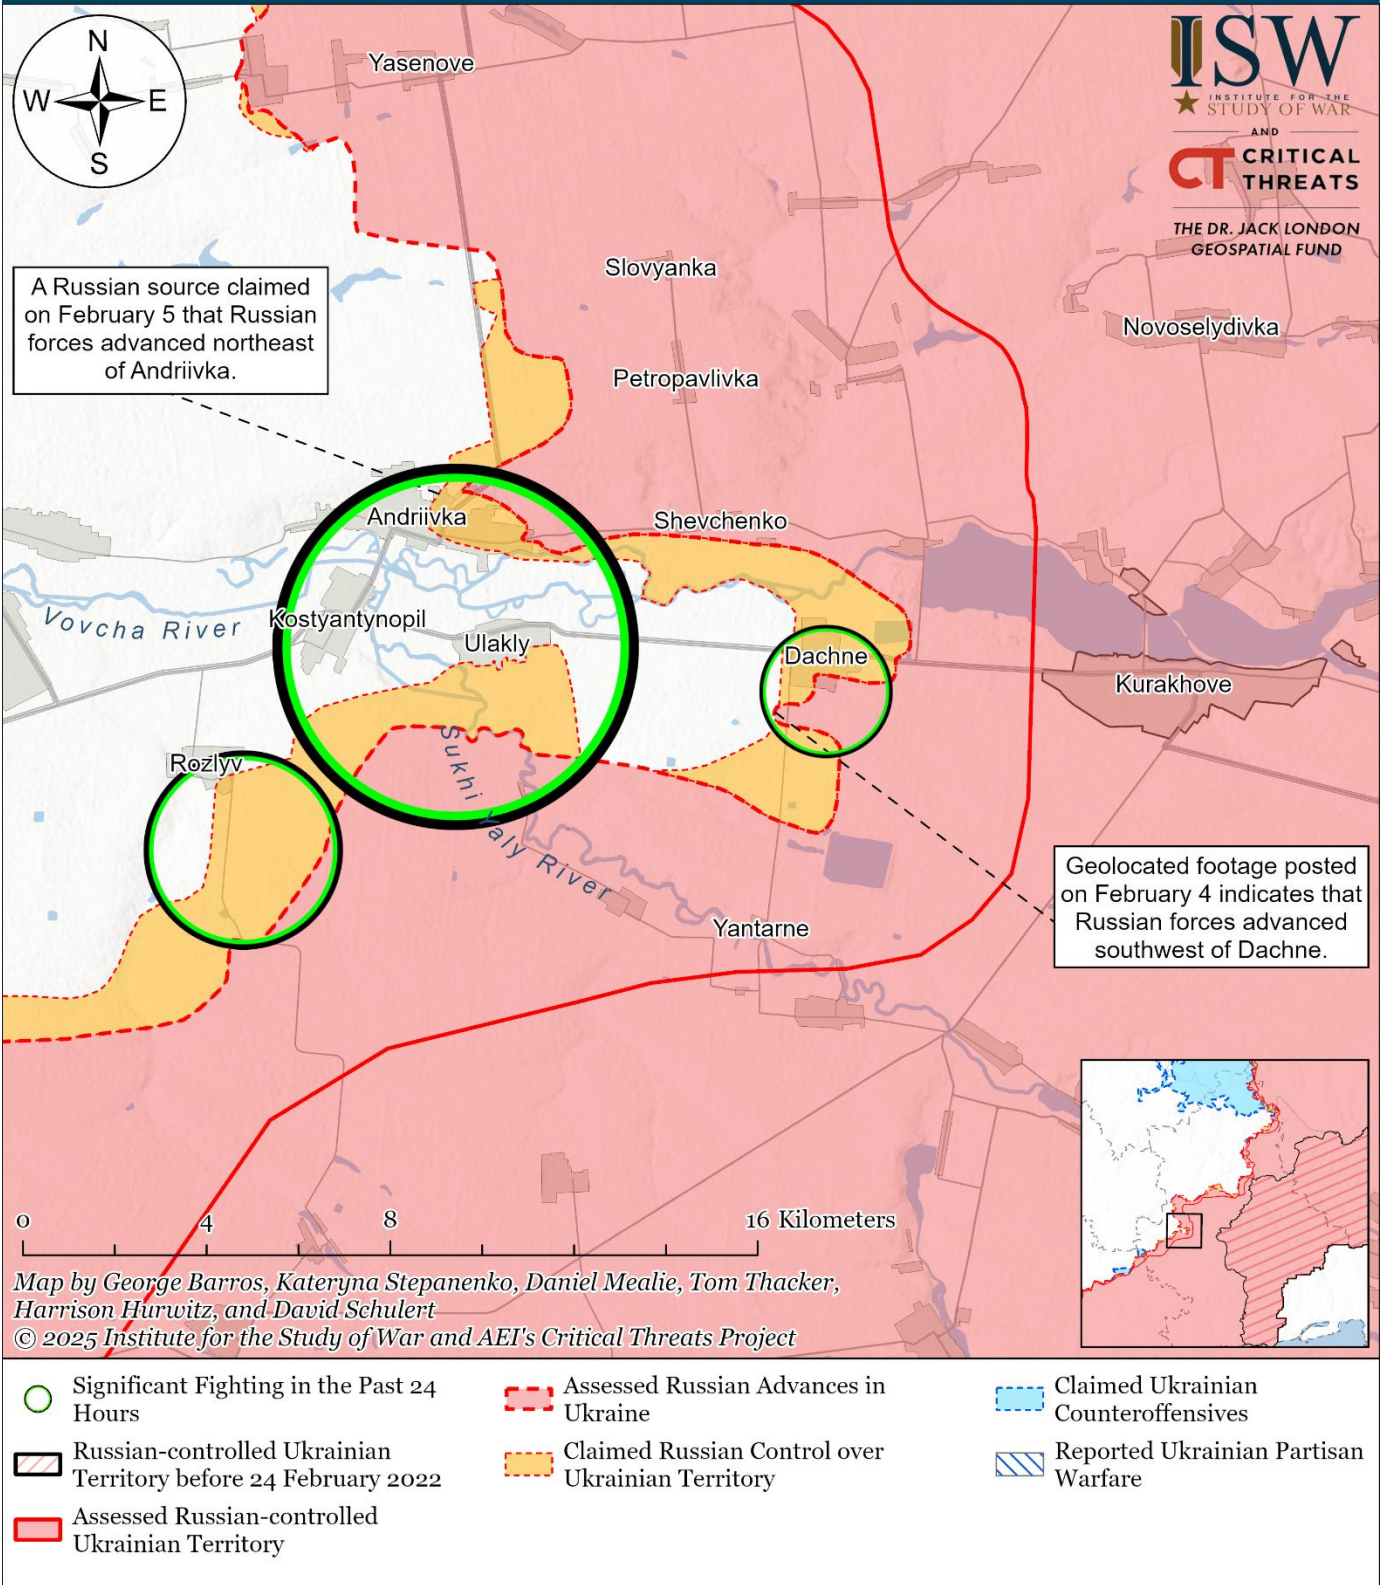 N
W
E
S
ISW
INSTITUTE FOR THE
STUDY OF WAR
AND
CT CRITICAL
THREATS
THE DR. JACK LONDON
GEOSPATIAL FUND
Yasenove
Slovyanka
A Russian source claimed
on February 5 that Russian
forces advanced northeast
of Andriivka.
Novoselydivka
Petropavlivka
Andriivka
Shevchenko
Vovcha River
Kostyantynopil
Ulakly
Dachne
Kurakhove
Rozlyv
Sukhi Yaly River
Geolocated footage posted
on February 4 indicates that
Russian forces advanced
southwest of Dachne.
Yantarne
0 4 8 16 Kilometers
Map by George Barros, Kateryna Stepanenko, Daniel Mealie, Tom Thacker,
Harrison Hurwitz, and David Schulert
© 2025 Institute for the Study of War and AEI's Critical Threats Project
Significant Fighting in the Past 24
Hours
Russian-controlled Ukrainian
Territory before 24 February 2022
Assessed Russian-controlled
Ukrainian Territory
Assessed Russian Advances in
Ukraine
Claimed Russian Control over
Ukrainian Territory
Claimed Ukrainian
Counteroffensives
Reported Ukrainian Partisan
Warfare